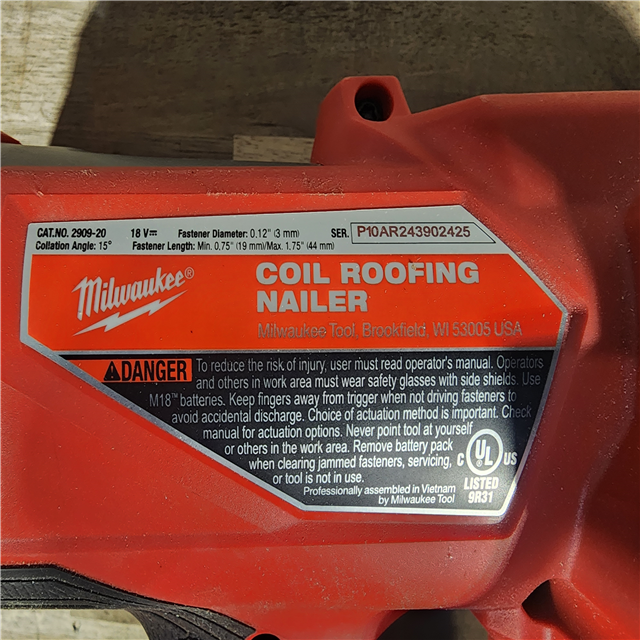 CAT.NO. 2909-20 18 V⎓ Fastener Diameter: 0.12" (3 mm) SER. P10AR243902425
Collation Angle: 15° Fastener Length: Min. 0.75" (19 mm)/Max. 1.75" (44 mm)
Milwaukee®
COIL ROOFING
NAILER
Milwaukee Tool, Brookfield, WI 53005 USA
DANGER To reduce the risk of injury, user must read operator's manual. Operators
and others in work area must wear safety glasses with side shields. Use
M18™ batteries. Keep fingers away from trigger when not driving fasteners to
avoid accidental discharge. Choice of actuation method is important. Check
manual for actuation options. Never point tool at yourself
or others in the work area. Remove battery pack
when clearing jammed fasteners, servicing,
or tool is not in use.
Professionally assembled in Vietnam
by Milwaukee Tool
C UL US
LISTED
9R31